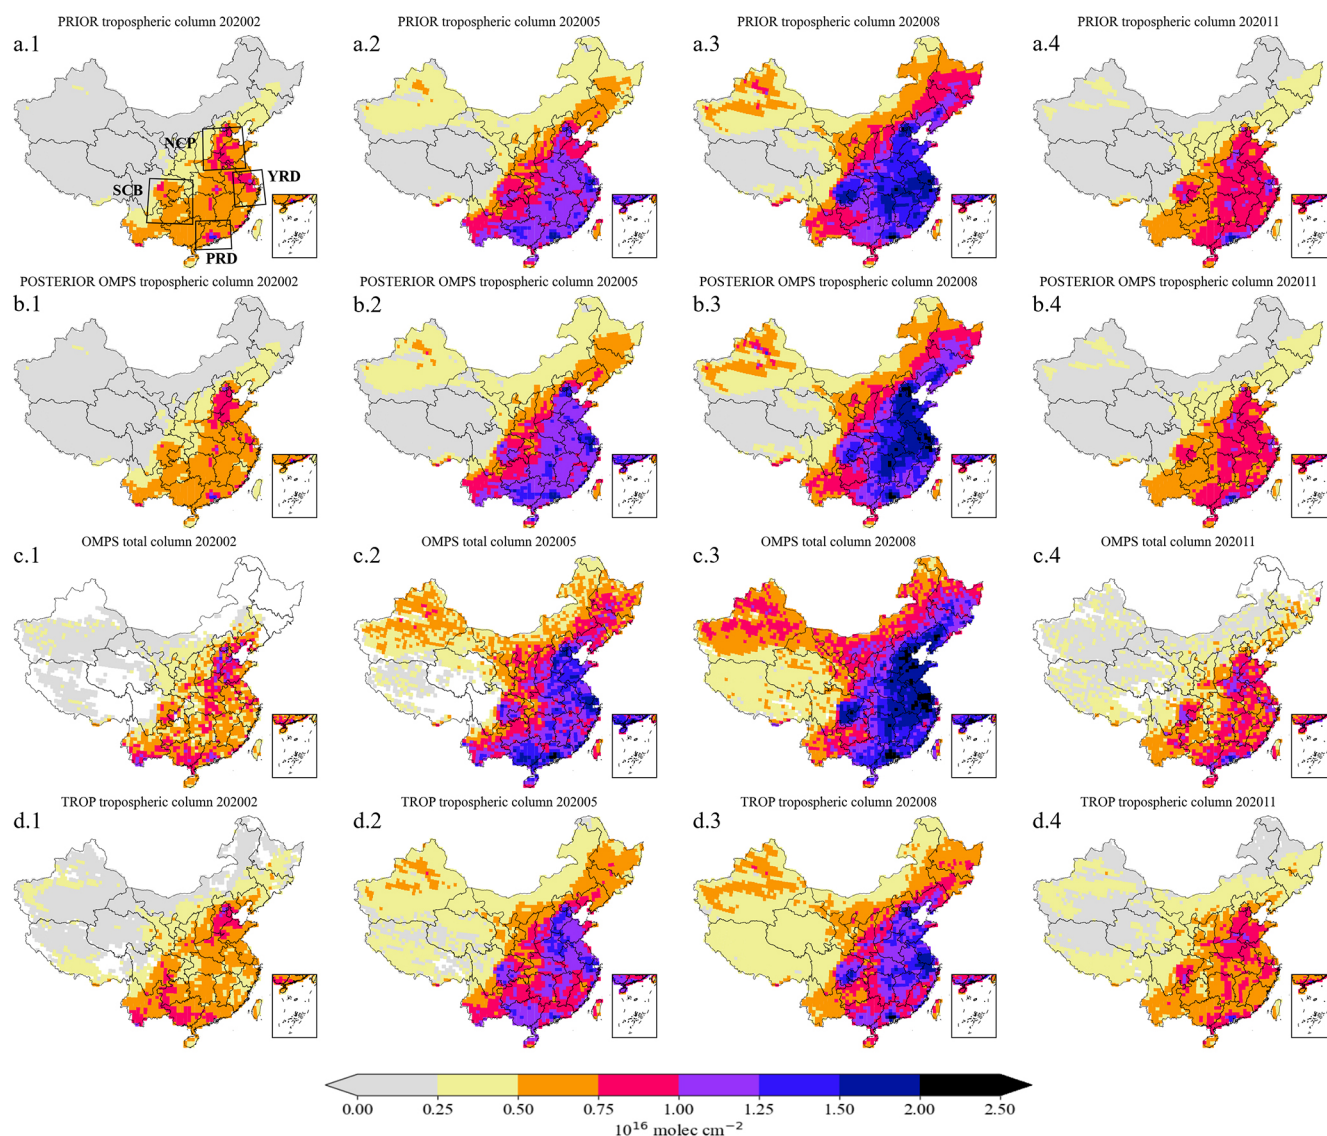 PRIOR tropospheric column 202002
PRIOR tropospheric column 202005
PRIOR tropospheric column 202008
PRIOR tropospheric column 202011
a.1
a.2
a.3
a.4
NCP
SCB
YRD
PRD
POSTERIOR OMPS tropospheric column 202002
POSTERIOR OMPS tropospheric column 202005
POSTERIOR OMPS tropospheric column 202008
POSTERIOR OMPS tropospheric column 202011
b.1
b.2
b.3
b.4
OMPS total column 202002
OMPS total column 202005
OMPS total column 202008
OMPS total column 202011
c.1
c.2
c.3
c.4
TROP tropospheric column 202002
TROP tropospheric column 202005
TROP tropospheric column 202008
TROP tropospheric column 202011
d.1
d.2
d.3
d.4
0.00 0.25 0.50 0.75 1.00 1.25 1.50 2.00 2.50
10¹⁶ molec cm⁻²